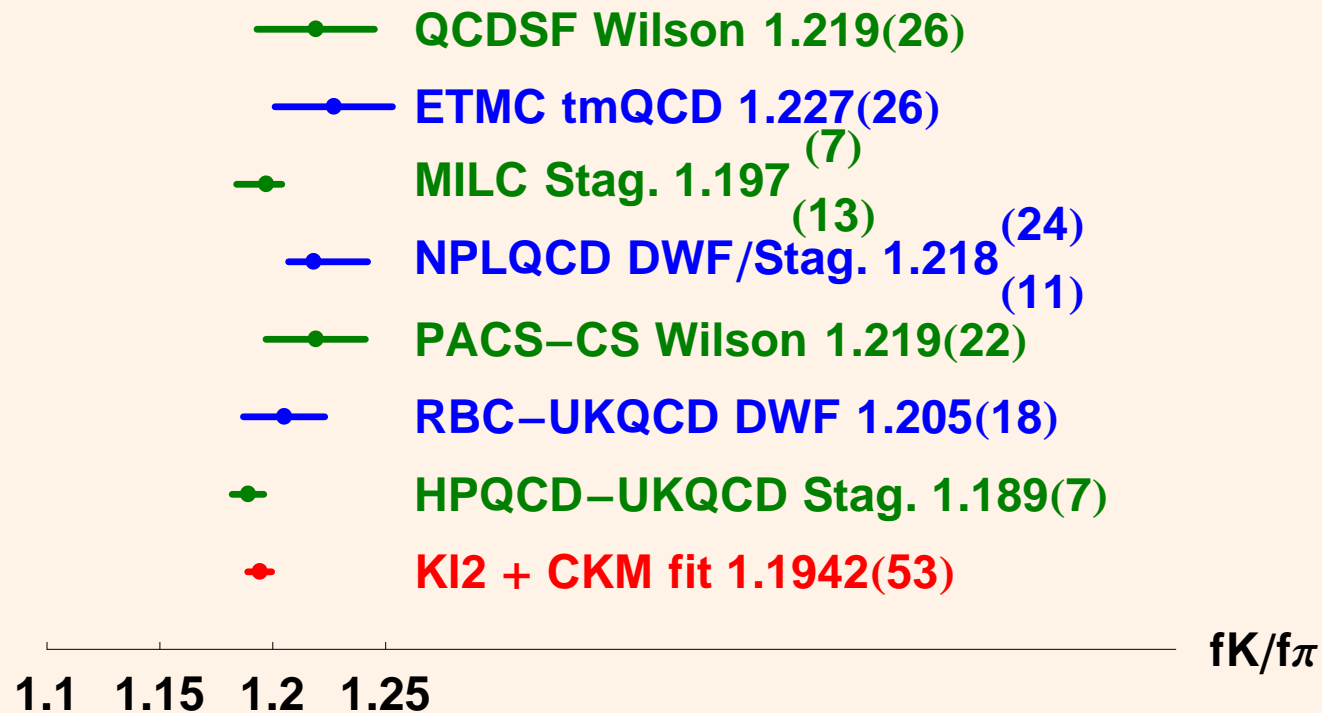 QCDSF Wilson 1.219(26)
ETMC tmQCD 1.227(26)
MILC Stag. 1.197 (7) (13)
NPLQCD DWF/Stag. 1.218 (24) (11)
PACS−CS Wilson 1.219(22)
RBC−UKQCD DWF 1.205(18)
HPQCD−UKQCD Stag. 1.189(7)
Kl2 + CKM fit 1.1942(53)
fK/fπ
1.1 1.15 1.2 1.25